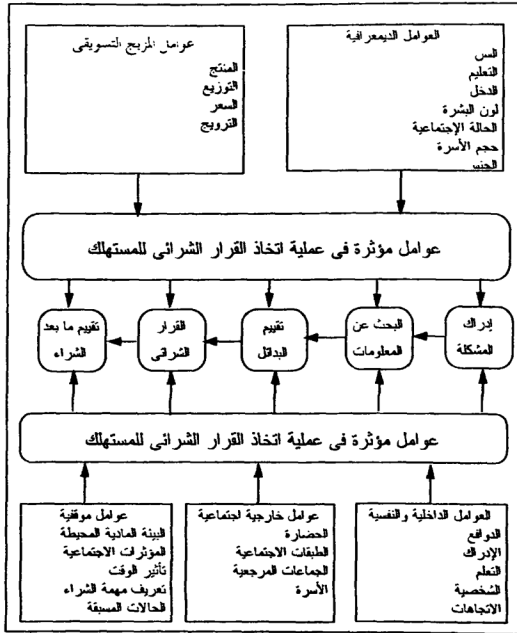 العوامل الديمغرافية
السن
التعليم
الدخل
لون البشرة
الحالة الإجتماعية
حجم الأسرة
الجنس
عوامل المزيج التسويقى
المنتج
التوزيع
السعر
الترويج
عوامل مؤثرة فى عملية اتخاذ القرار الشرائى للمستهلك
إدراك
المشكلة
البحث عن
المعلومات
تقييم
البدائل
القرار
الشرائى
تقييم ما بعد
الشراء
عوامل مؤثرة فى عملية اتخاذ القرار الشرائى للمستهلك
العوامل الداخلية والنفسية
الدوافع
الإدراك
التعلم
الشخصية
الاتجاهات
عوامل خارجية اجتماعية
الحضارة
الطبقات الاجتماعية
الجماعات المرجعية
الأسرة
عوامل موقفية
البيئة المادية المحيطة
المؤثرات الاجتماعية
تأثير الوقت
تعريف مهمة الشراء
الحالات المسبقة